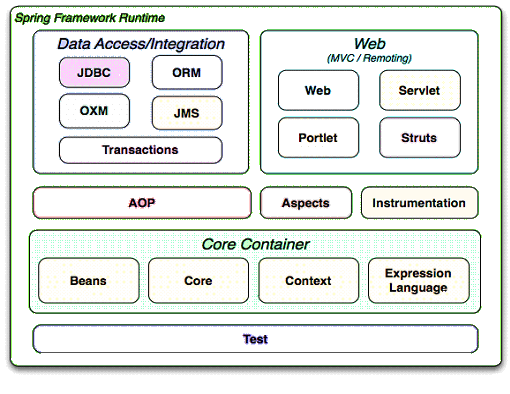 Spring Framework Runtime
Data Access/Integration
JDBC
ORM
OXM
JMS
Transactions
Web
(MVC / Remoting)
Web
Servlet
Portlet
Struts
AOP
Aspects
Instrumentation
Core Container
Beans
Core
Context
Expression
Language
Test